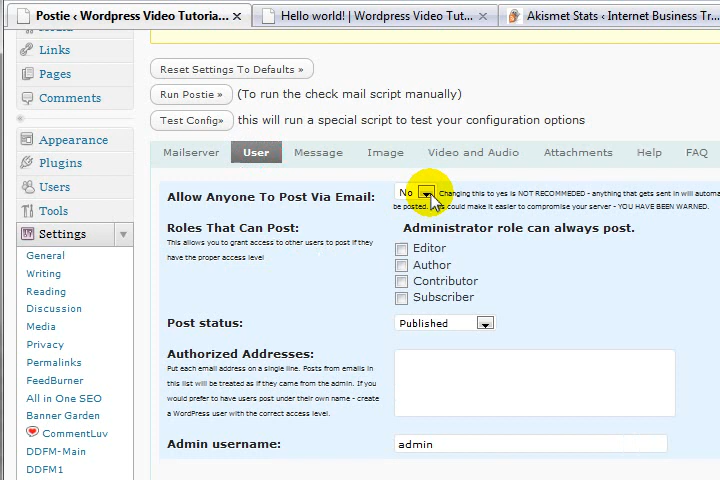 Postie ‹ Wordpress Video Tutoria... ×
Hello world! | Wordpress Video Tut... ×
Akismet Stats ‹ Internet Business Tr...
Links
Pages
Comments
Appearance
Plugins
Users
Tools
Settings
General
Writing
Reading
Discussion
Media
Privacy
Permalinks
FeedBurner
All in One SEO
Banner Garden
CommentLuv
DDFM-Main
DDFM1
Reset Settings To Defaults »
Run Postie » (To run the check mail script manually)
Test Config» this will run a special script to test your configuration options
Mailserver User Message Image Video and Audio Attachments Help FAQ
Allow Anyone To Post Via Email: No Changing this to yes is NOT RECOMMEDED - anything that gets sent in will automa
be posted. could make it easier to compromise your server - YOU HAVE BEEN WARNED.
Roles That Can Post: Administrator role can always post.
This allows you to grant access to other users to post if they
have the proper access level
Editor
Author
Contributor
Subscriber
Post status: Published
Authorized Addresses:
Put each email address on a single line. Posts from emails in
this list will be treated as if they came from the admin. If you
would prefer to have users post under their own name - create
a WordPress user with the correct access level.
Admin username: admin